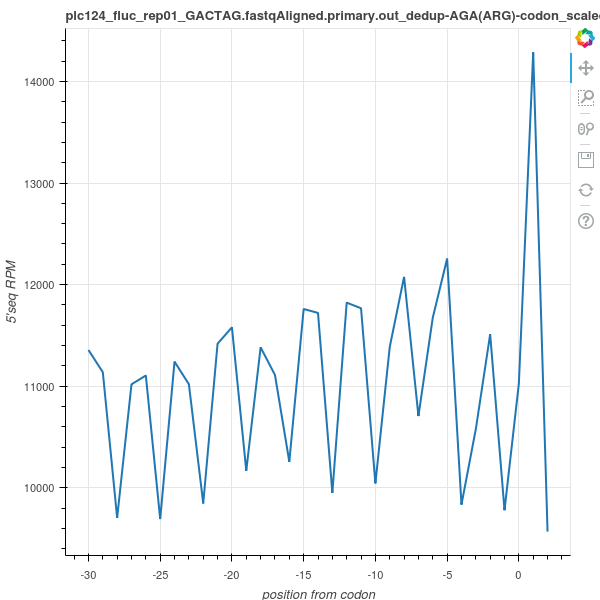 plc124_fluc_rep01_GACTAG.fastqAligned.primary.out_dedup-AGA(ARG)-codon_scale
14000
13000
12000
11000
10000
5'seq RPM
-30 -25 -20 -15 -10 -5 0
position from codon